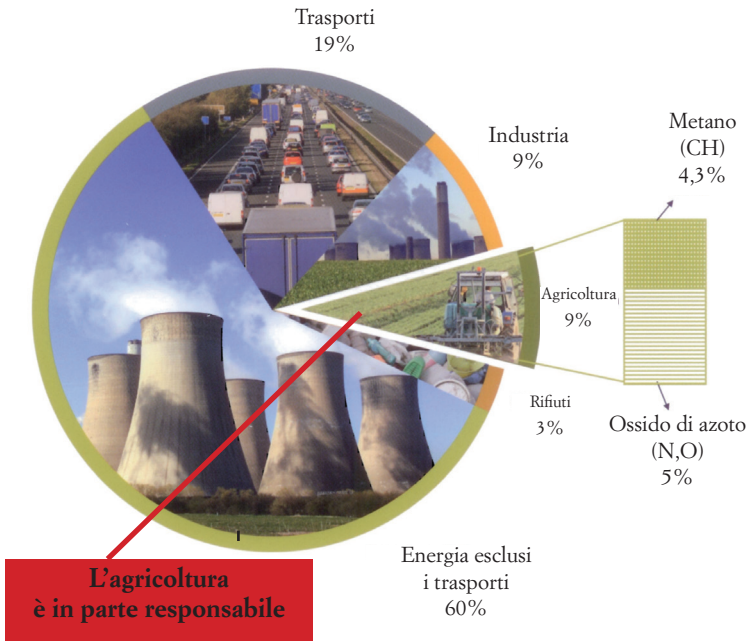 Trasporti
19%
Industria
9%
Metano
(CH)
4,3%
Agricoltura
9%
Rifiuti
3%
Ossido di azoto
(N,O)
5%
Energia esclusi
i trasporti
60%
L'agricoltura
è in parte responsabile